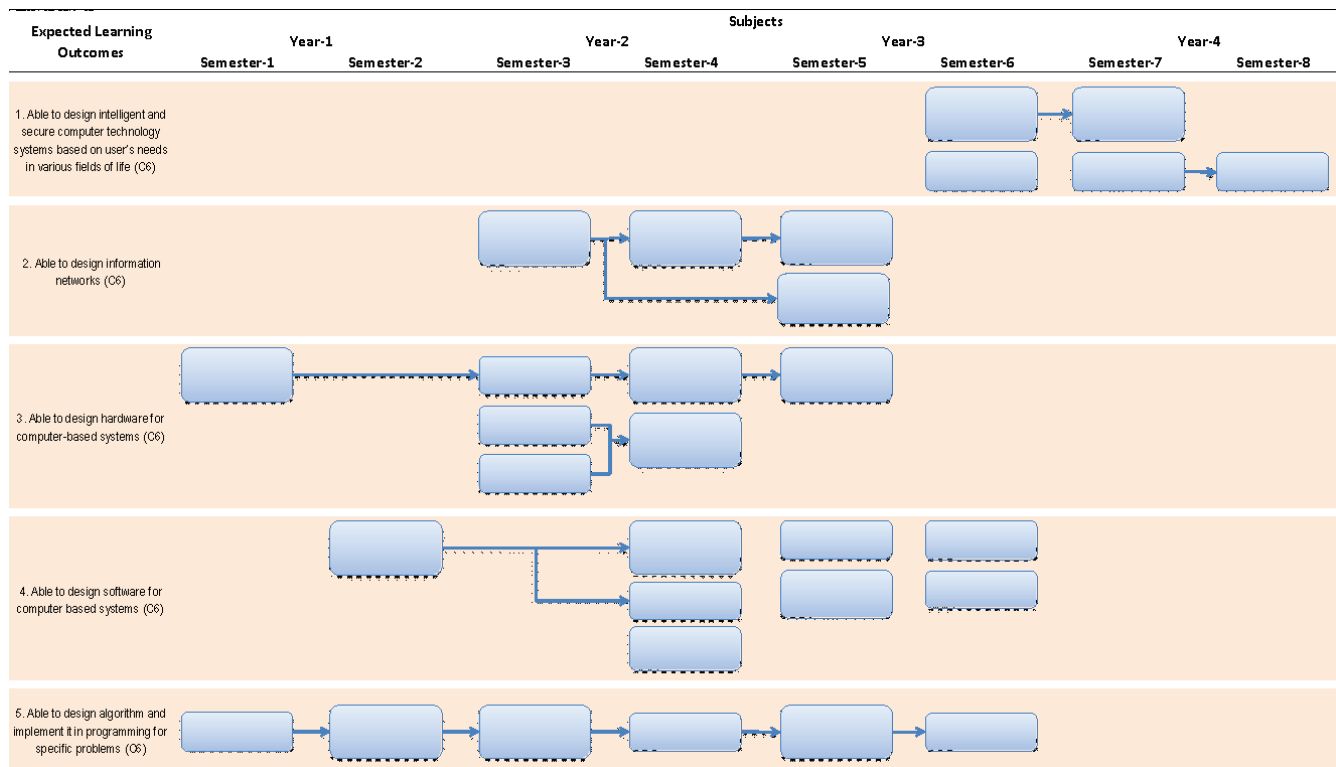 Subjects
Expected Learning
Outcomes
Year-1
Year-2
Year-3
Year-4
Semester-1
Semester-2
Semester-3
Semester-4
Semester-5
Semester-6
Semester-7
Semester-8
1. Able to design intelligent and
secure computer technology
systems based on user's needs
in various fields of life (C6)
2. Able to design information
networks (C6)
3. Able to design hardware for
computer-based systems (C6)
4. Able to design software for
computer based systems (C6)
5. Able to design algorithm and
implement it in programming for
specific problems (C6)